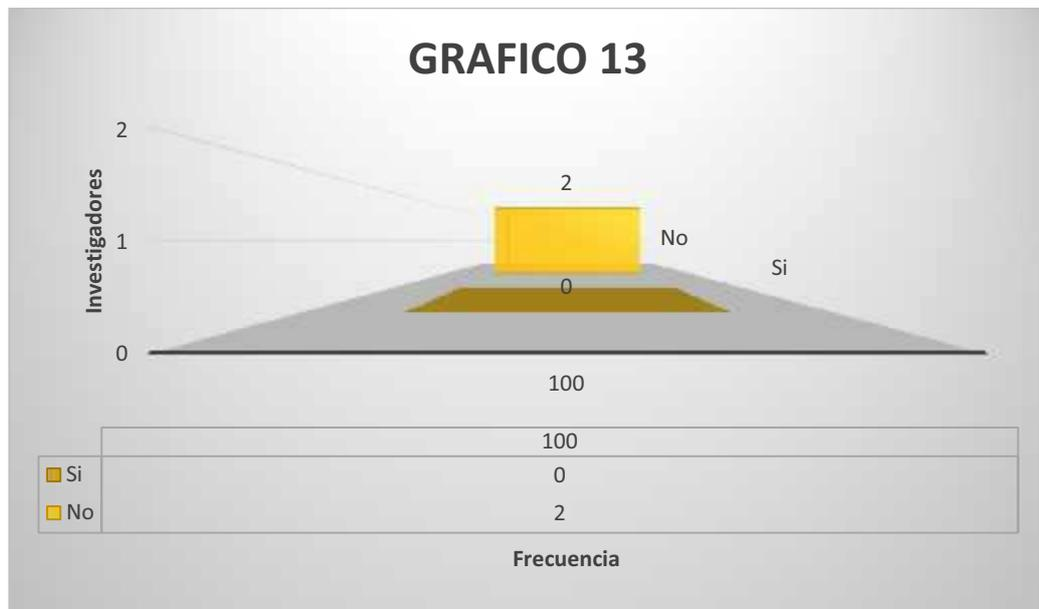 GRAFICO 13
2
1
0
Investigadores
2
No
Si
0
100
100
Si 0
No 2
Frecuencia